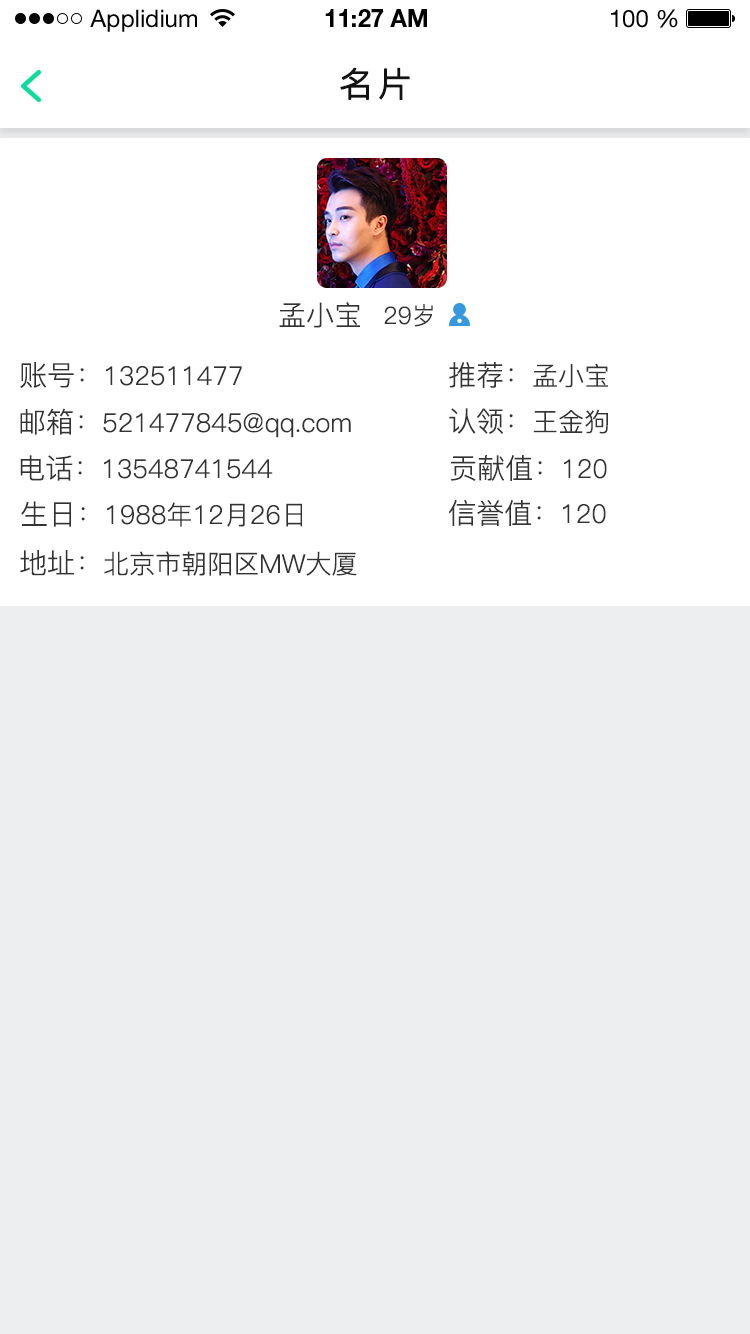 Applidium 11:27 AM 100 %
名片
孟小宝 29岁
账号：132511477 推荐：孟小宝
邮箱：521477845@qq.com 认领：王金狗
电话：13548741544 贡献值：120
生日：1988年12月26日 信誉值：120
地址：北京市朝阳区MW大厦